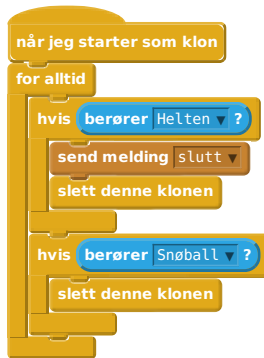 når jeg starter som klon
for alltid
hvis berører Helten ?
send melding slutt
slett denne klonen
hvis berører Snøball ?
slett denne klonen